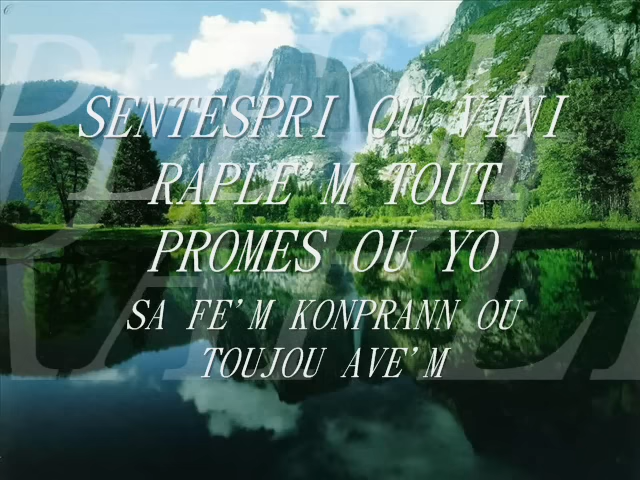 SENTESPRI OU VINI
RAPLE'M TOUT
PROMES OU YO
SA FE'M KONPRANN OU
TOUJOU AVE'M